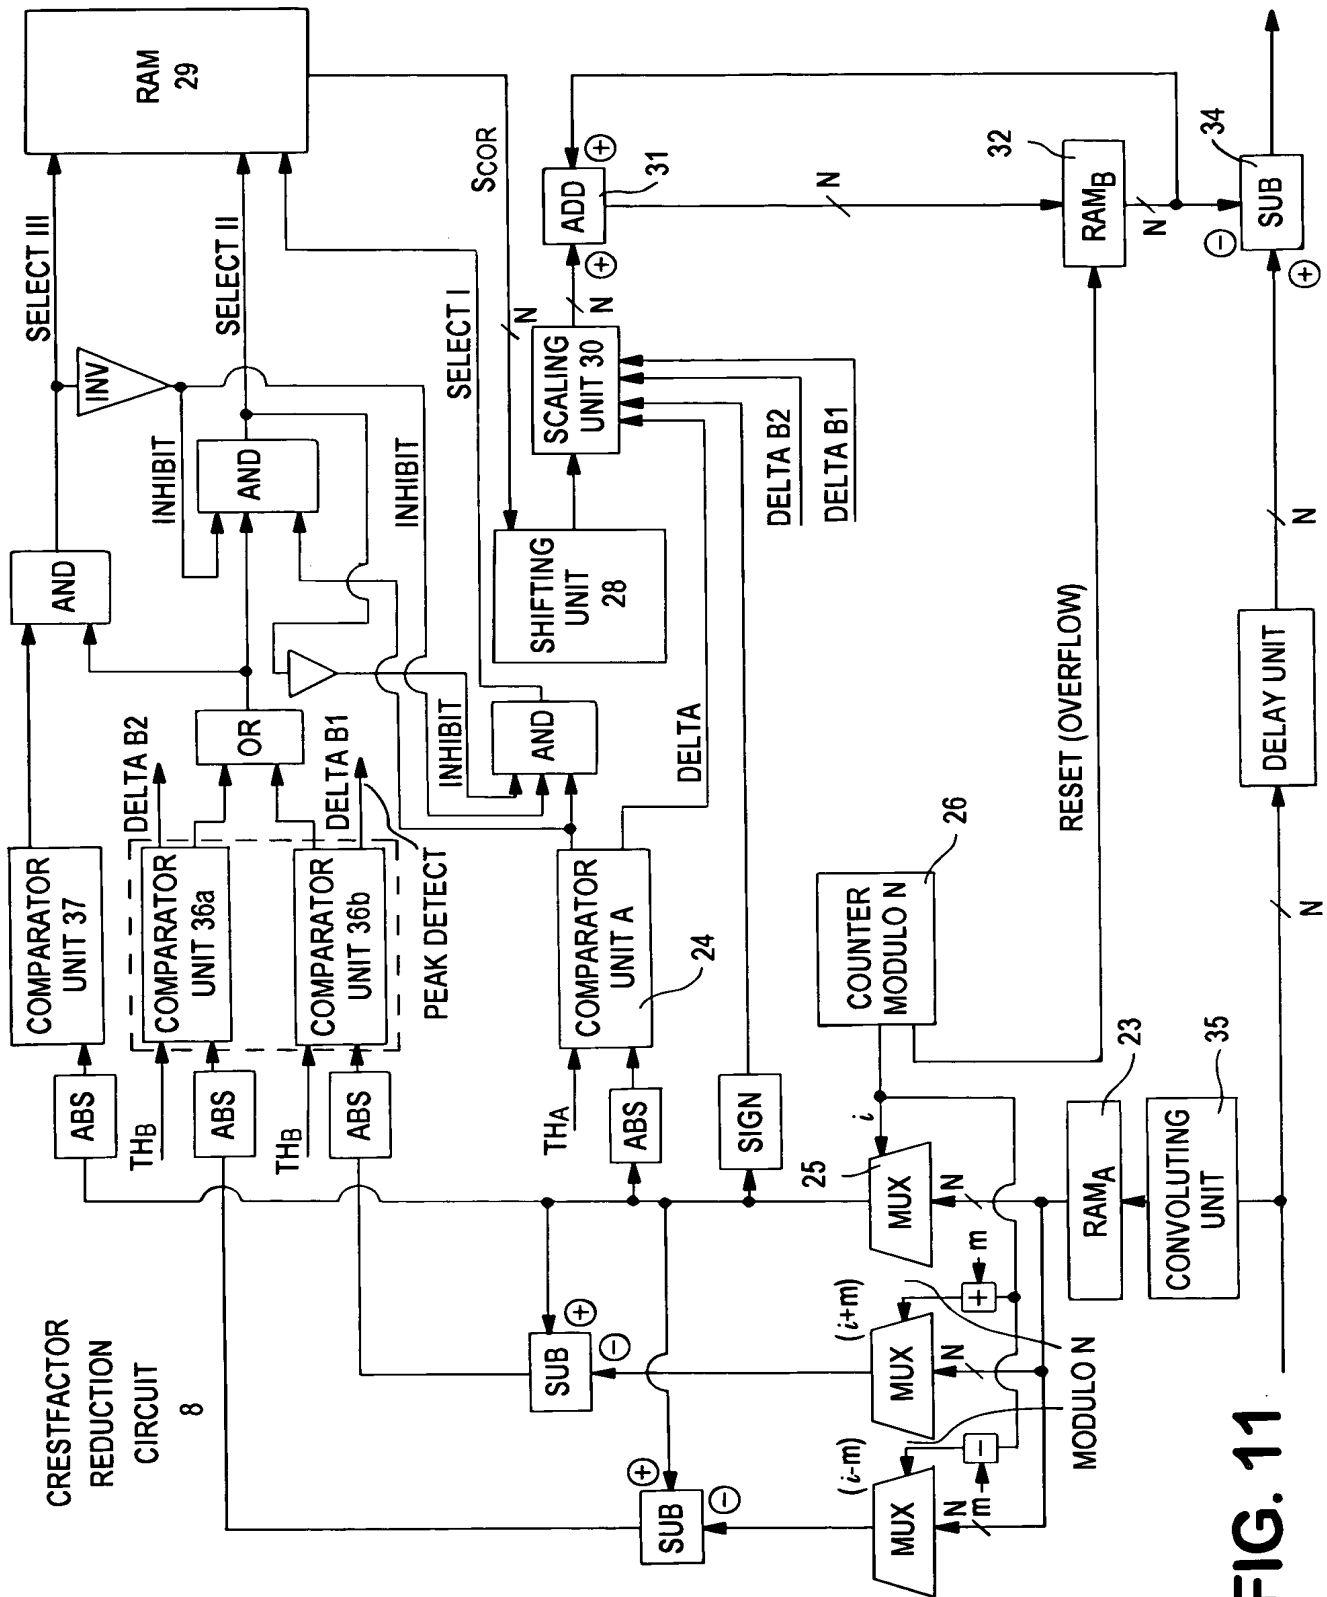 CRESTFACTOR
REDUCTION
CIRCUIT
8
COMPARATOR
UNIT 37
ABS
AND
SELECT III
RAM
29
INV
INHIBIT
COMPARATOR
UNIT 36a
DELTA B2
THB
ABS
OR
AND
SELECT II
COMPARATOR
UNIT 36b
DELTA B1
THB
ABS
PEAK DETECT
INHIBIT
INHIBIT
AND
SELECT I
SCOR
N
COMPARATOR
UNIT A
24
THA
ABS
DELTA
SIGN
SHIFTING
UNIT
28
SCALING
UNIT 30
N
ADD
+
+
31
DELTA B2
DELTA B1
N
SUB
+
−
SUB
+
−
COUNTER
MODULO N
26
i
MUX
25
N
(i+m)
MUX
N
+
m
(i-m)
MUX
N
−
m
MODULO N
RESET (OVERFLOW)
RAMB
32
N
RAMA
23
CONVOLUTING
UNIT
35
N
DELAY UNIT
N
SUB
34
−
+
FIG. 11